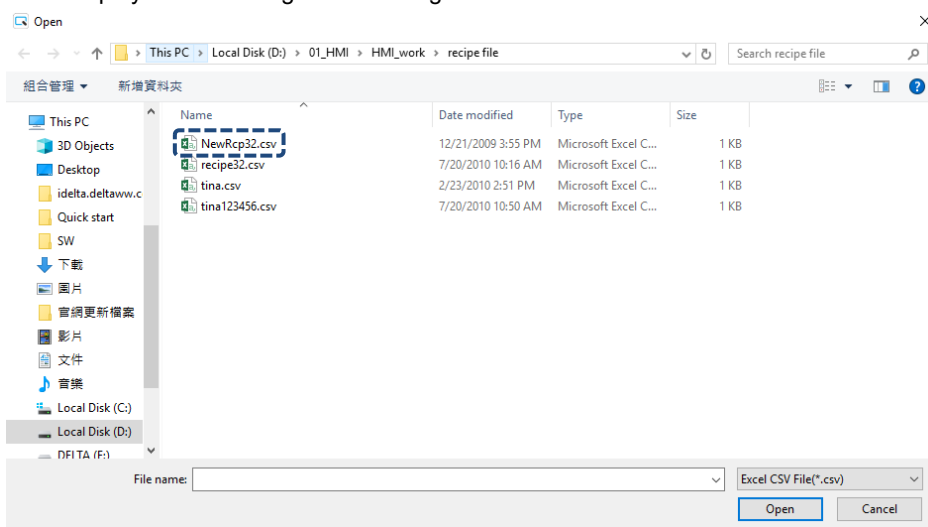 Open
This PC > Local Disk (D:) > 01_HMI > HMI_work > recipe file
Search recipe file
組合管理 新增資料夾
This PC
3D Objects
Desktop
idelta.deltaww.c
Quick start
SW
下載
圖片
官網更新檔案
影片
文件
音樂
Local Disk (C:)
Local Disk (D:)
DELTA (F:)
Name Date modified Type Size
NewRcp32.csv 12/21/2009 3:55 PM Microsoft Excel C... 1 KB
recipe32.csv 7/20/2010 10:16 AM Microsoft Excel C... 1 KB
tina.csv 2/23/2010 2:51 PM Microsoft Excel C... 1 KB
tina123456.csv 7/20/2010 10:50 AM Microsoft Excel C... 1 KB
File name:
Excel CSV File(*.csv)
Open Cancel